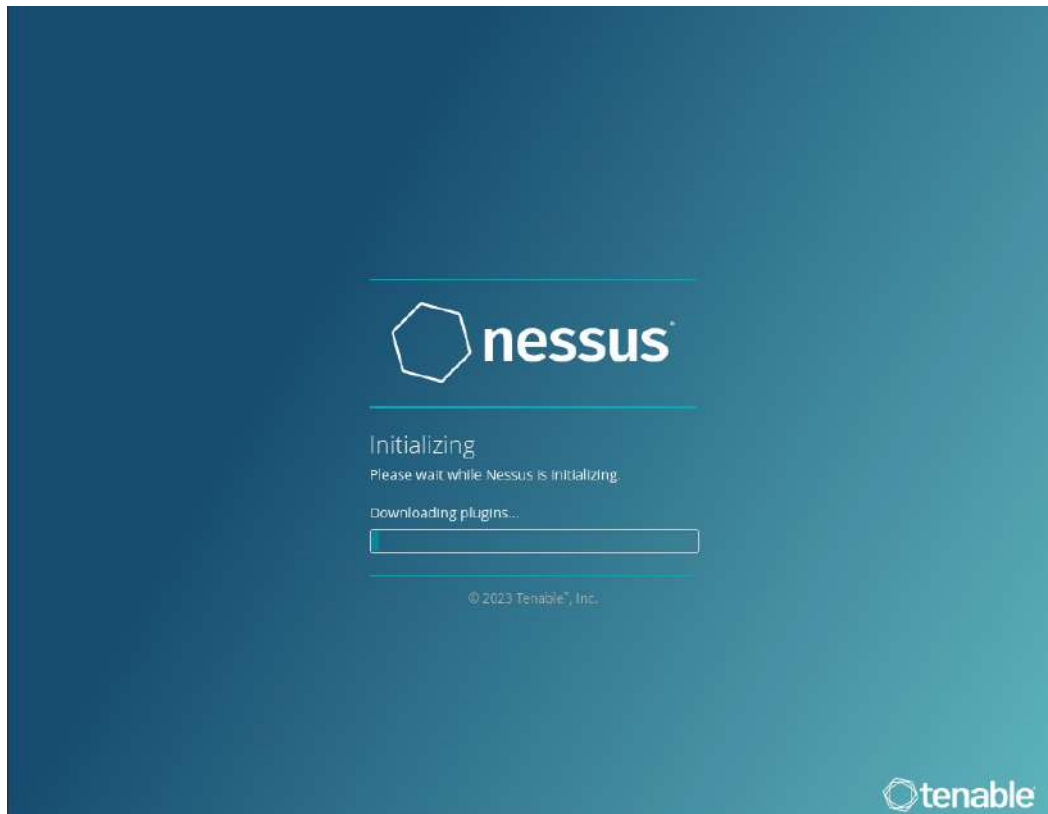 nessus
Initializing
Please wait while Nessus is initializing.
Downloading plugins...
© 2023 Tenable™, Inc.
tenable